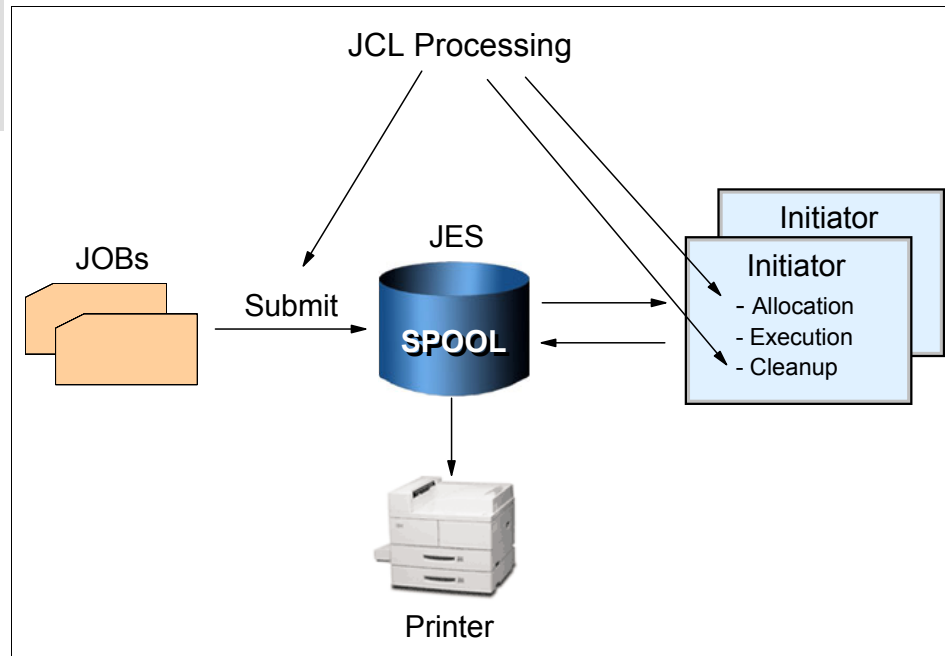 JCL Processing
JOBs
Submit
JES
SPOOL
Initiator
Initiator
- Allocation
- Execution
- Cleanup
Printer